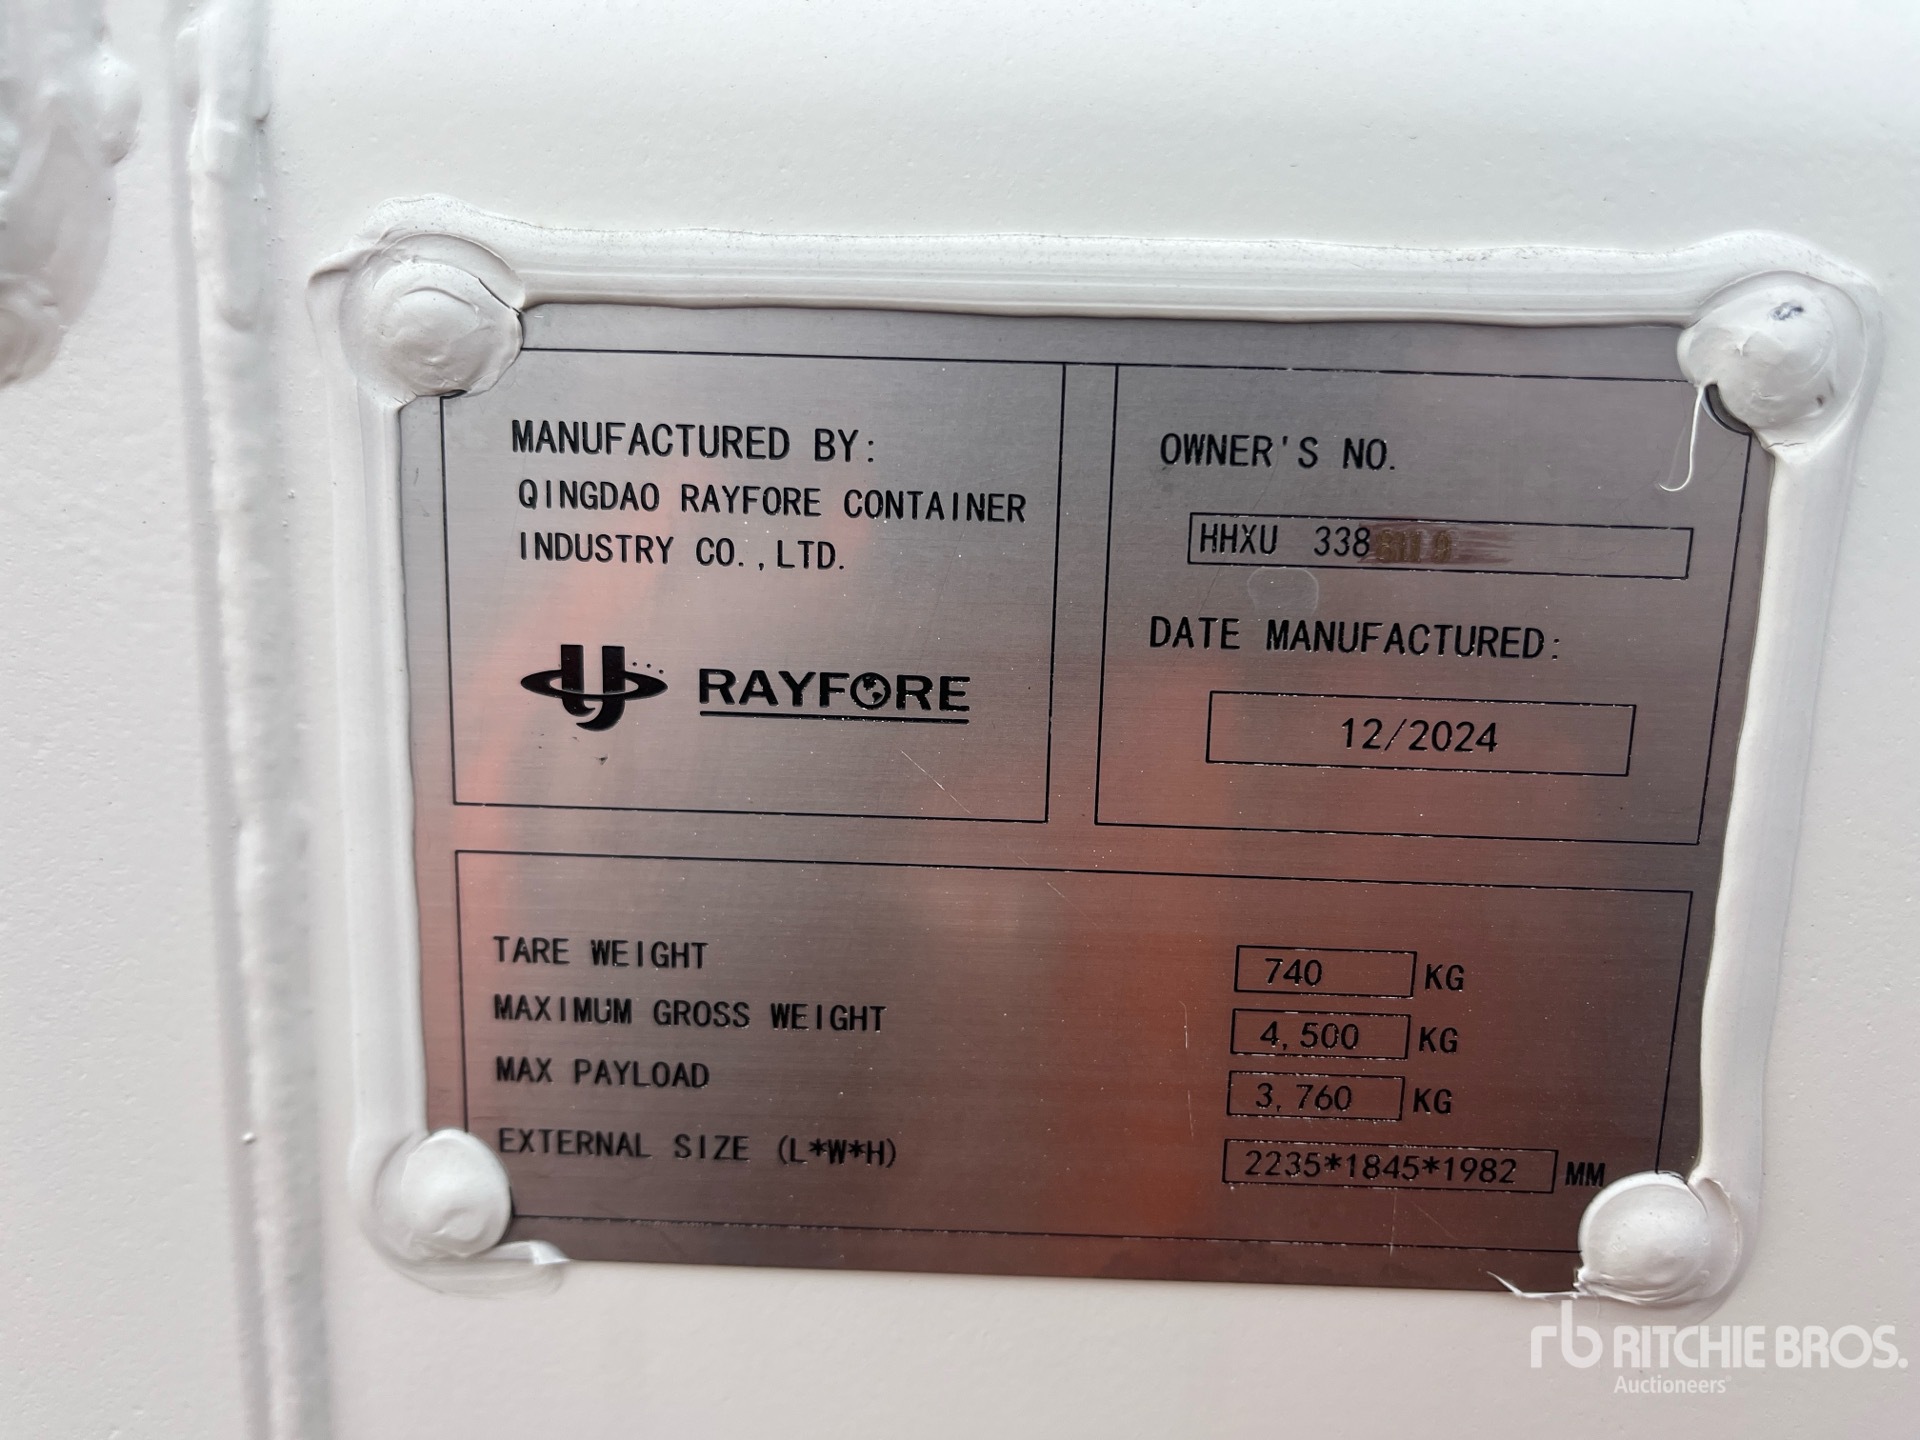 MANUFACTURED BY:
QINGDAO RAYFORE CONTAINER
INDUSTRY CO.,LTD.
RAYFORE
OWNER'S NO.
HHXU 338
DATE MANUFACTURED:
12/2024
TARE WEIGHT 740 KG
MAXIMUM GROSS WEIGHT 4,500 KG
MAX PAYLOAD 3,760 KG
EXTERNAL SIZE (L*W*H) 2235*1845*1982 MM
rb RITCHIE BROS.
Auctioneers